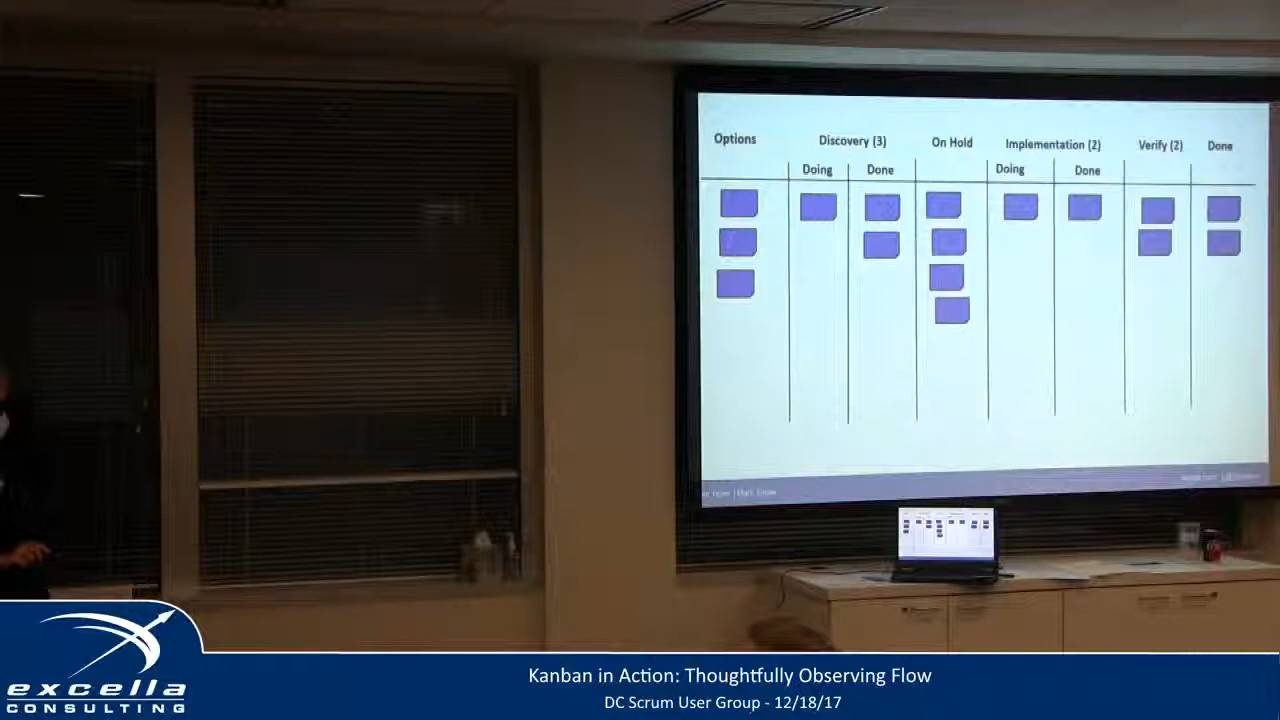 Options Discovery (3) On Hold Implementation (2) Verify (2) Done
Doing Done Doing Done
excella
CONSULTING
Kanban in Action: Thoughtfully Observing Flow
DC Scrum User Group - 12/18/17